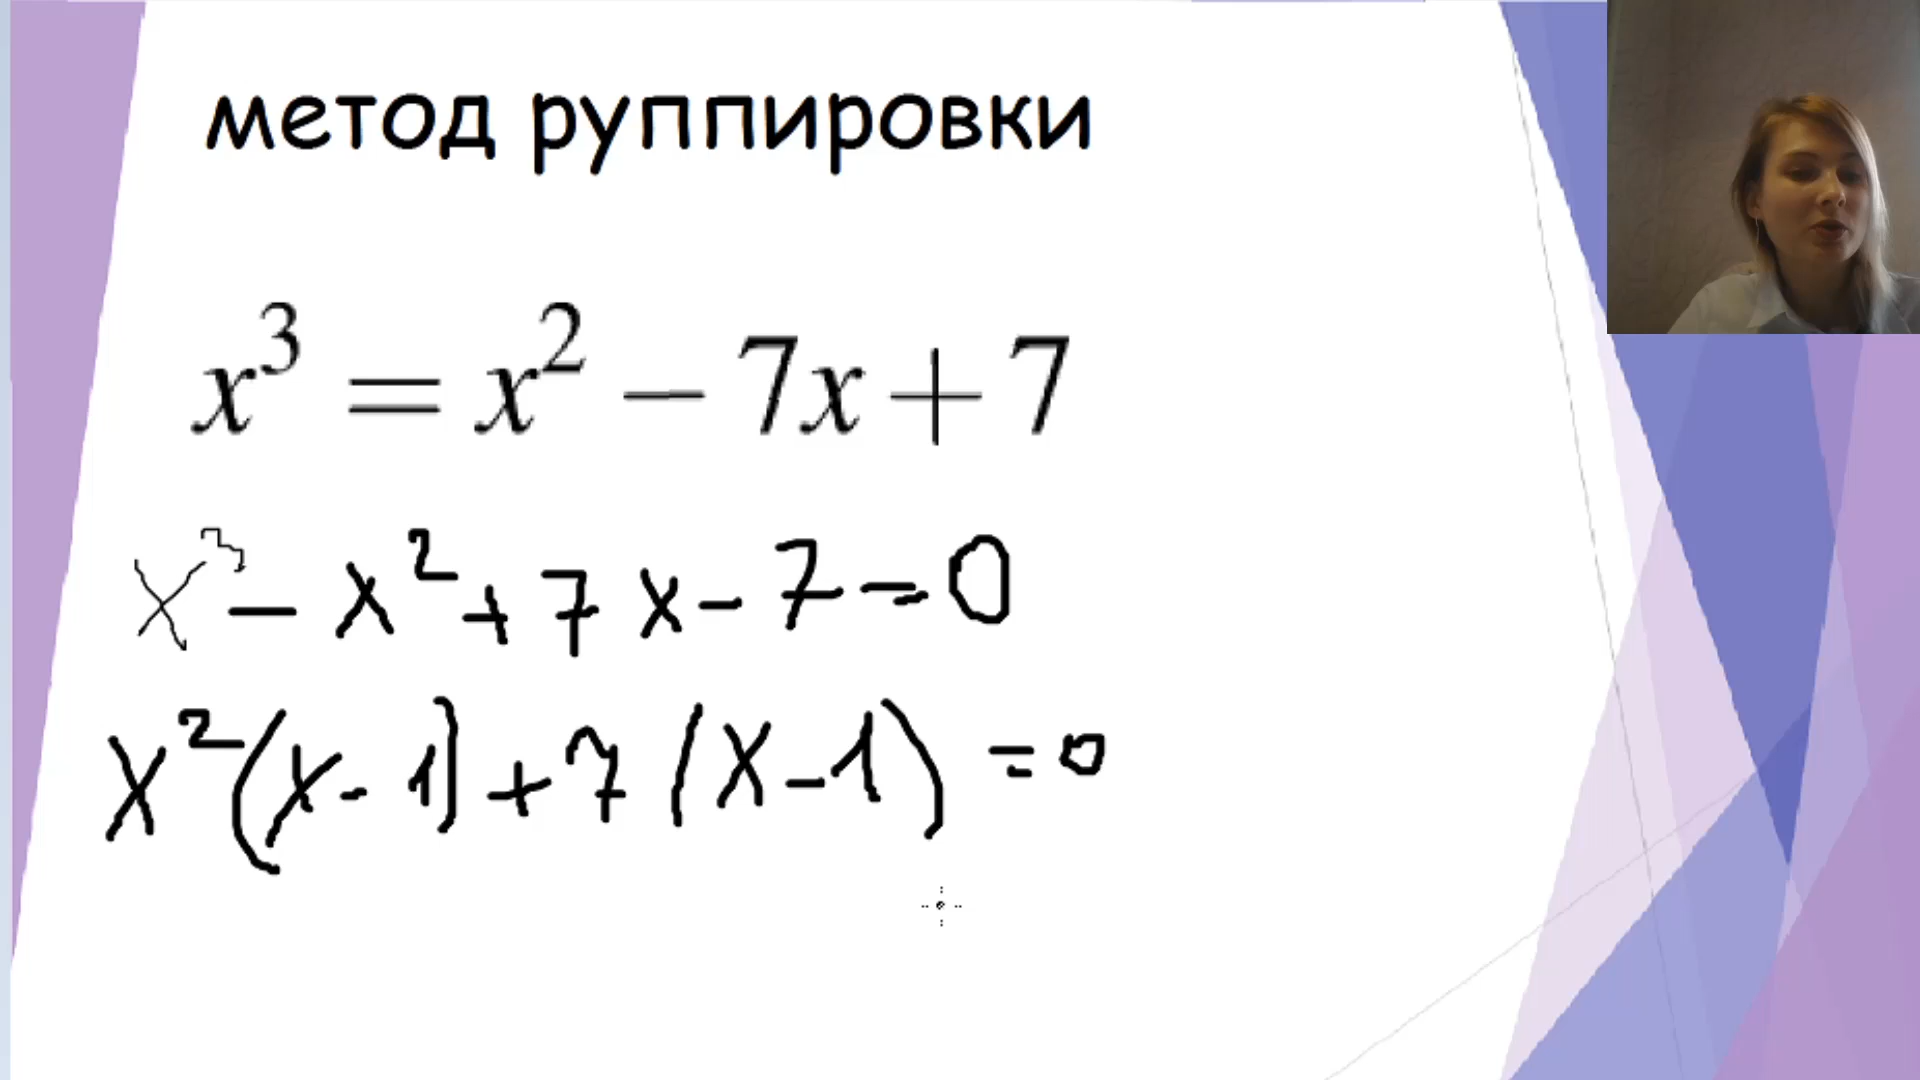 метод руппировки
x³ = x² − 7x + 7
x³ − x² + 7x − 7 = 0
x²(x − 1) + 7(x − 1) = 0